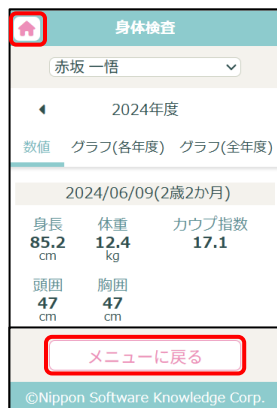 身体検査
赤坂 一悟
2024年度
数値 グラフ(各年度) グラフ(全年度)
2024/06/09(2歳2か月)
身長 体重 カウプ指数
85.2 12.4 17.1
cm kg
頭囲 胸囲
47 47
cm cm
メニューに戻る
©Nippon Software Knowledge Corp.